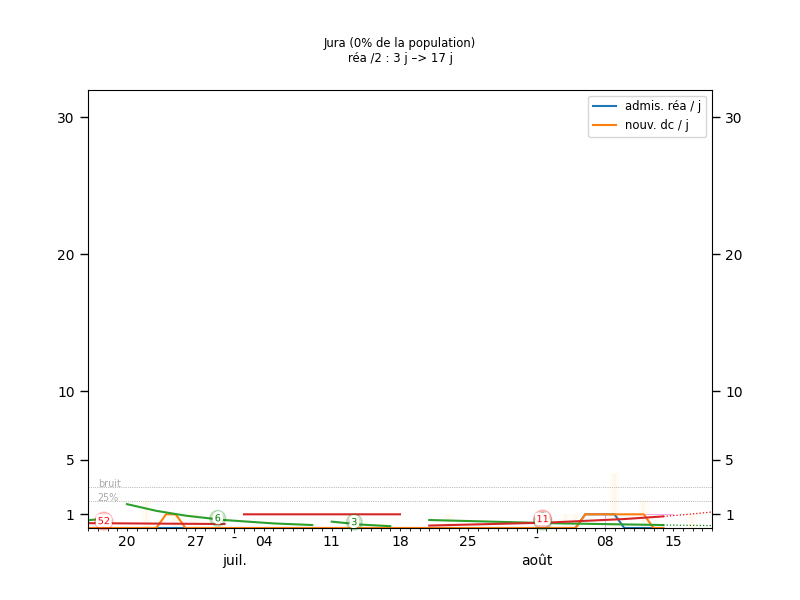 Jura (0% de la population)
réa /2 : 3 j –> 17 j
admis. réa / j
nouv. dc / j
30 30
20 20
10 10
5 5
bruit
25%
1 1
52 6 3 11
20 27 - 04 11 18 25 - 08 15
juil. août